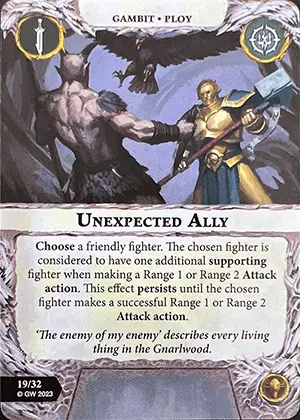 GAMBIT • PLOY
UNEXPECTED ALLY
Choose a friendly fighter. The chosen fighter is
considered to have one additional supporting
fighter when making a Range 1 or Range 2 Attack
action. This effect persists until the chosen
fighter makes a successful Range 1 or Range 2
Attack action.
‘The enemy of my enemy’ describes every living
thing in the Gnarlwood.
19/32
© GW 2023